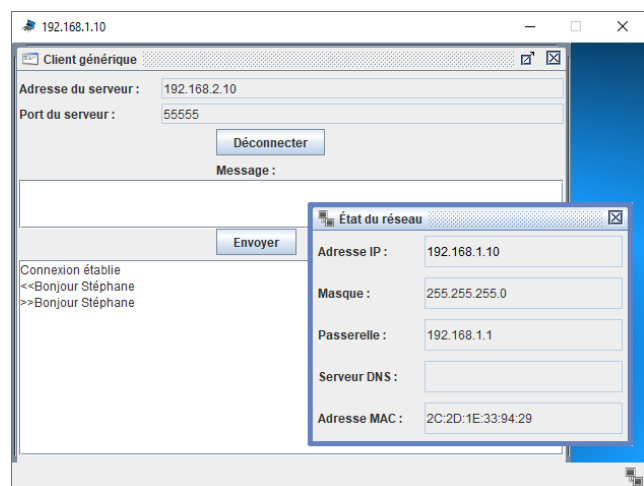 192.168.1.10
Client générique
Adresse du serveur : 192.168.2.10
Port du serveur : 55555
Déconnecter
Message :
Envoyer
Connexion établie
<<Bonjour Stéphane
>>Bonjour Stéphane
État du réseau
Adresse IP : 192.168.1.10
Masque : 255.255.255.0
Passerelle : 192.168.1.1
Serveur DNS :
Adresse MAC : 2C:2D:1E:33:94:29